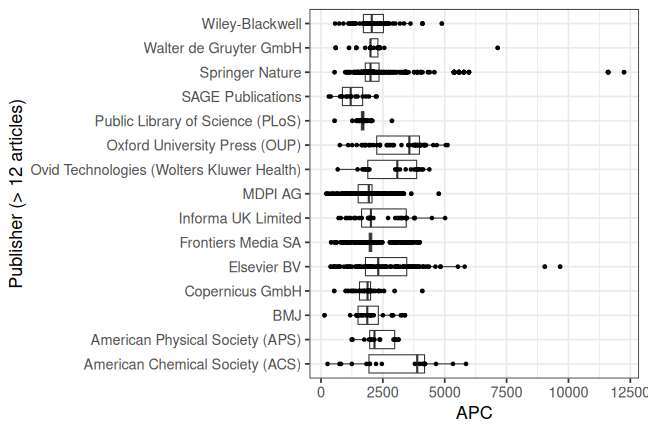 Publisher (> 12 articles)
Wiley-Blackwell
Walter de Gruyter GmbH
Springer Nature
SAGE Publications
Public Library of Science (PLoS)
Oxford University Press (OUP)
Ovid Technologies (Wolters Kluwer Health)
MDPI AG
Informa UK Limited
Frontiers Media SA
Elsevier BV
Copernicus GmbH
BMJ
American Physical Society (APS)
American Chemical Society (ACS)
0 2500 5000 7500 10000 12500
APC